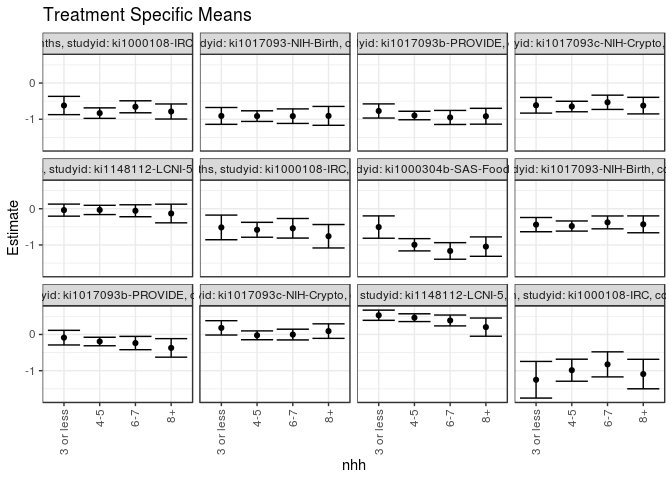 Treatment Specific Means
ths, studyid: ki1000108-IRC
dyid: ki1017093-NIH-Birth, c
yid: ki1017093b-PROVIDE,
yid: ki1017093c-NIH-Crypto,
0
-1
, studyid: ki1148112-LCNI-5
ths, studyid: ki1000108-IRC,
dyid: ki1000304b-SAS-Food
dyid: ki1017093-NIH-Birth, co
0
-1
yid: ki1017093b-PROVIDE, c
yid: ki1017093c-NIH-Crypto,
studyid: ki1148112-LCNI-5,
, studyid: ki1000108-IRC, co
0
-1
3 or less 4-5 6-7 8+ 3 or less 4-5 6-7 8+ 3 or less 4-5 6-7 8+ 3 or less 4-5 6-7 8+
nhh
Estimate